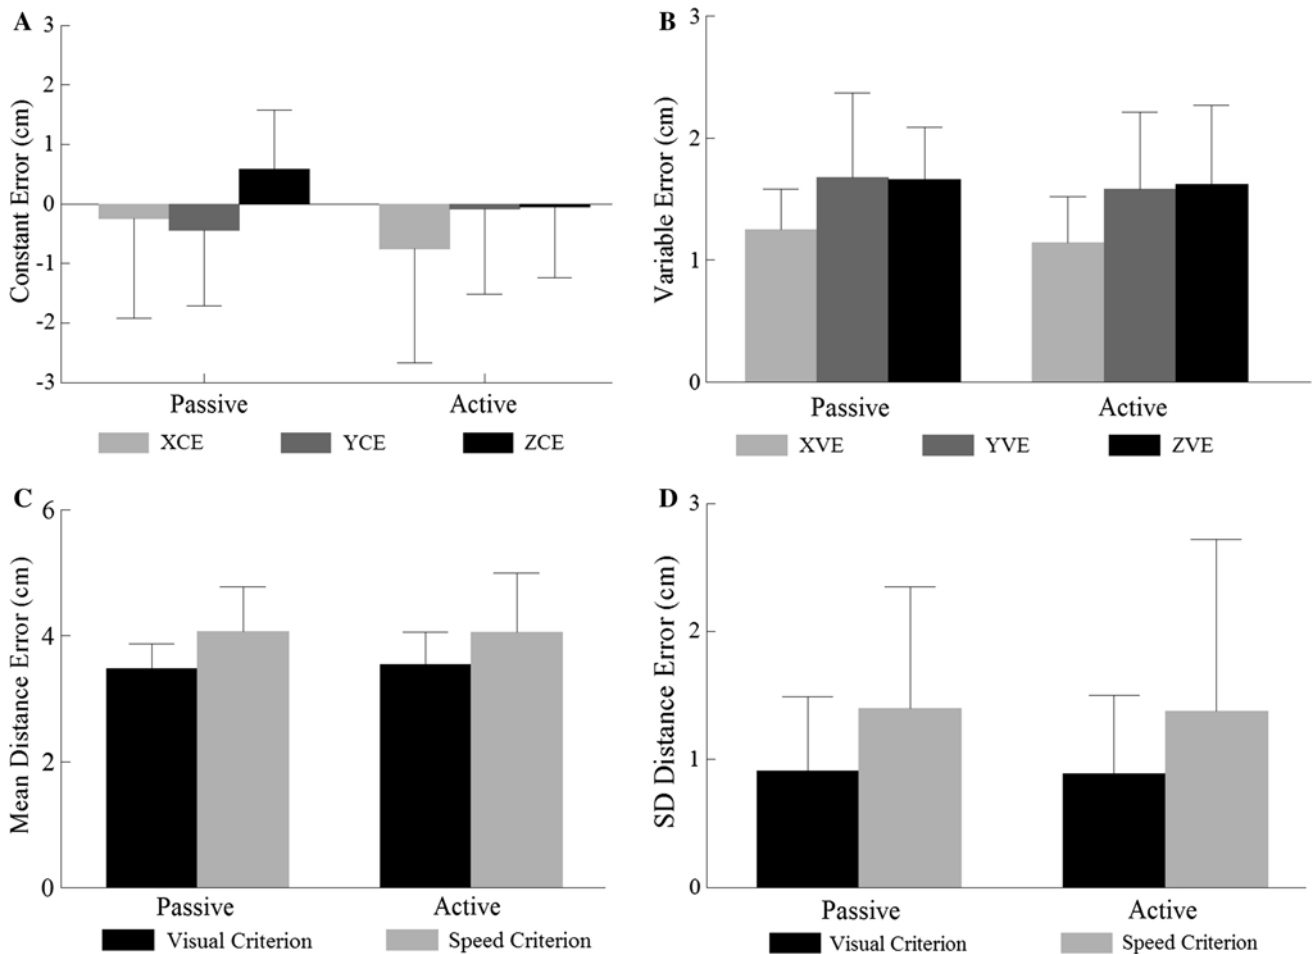 A
Constant Error (cm)
3
2
1
0
-1
-2
-3
Passive Active
XCE YCE ZCE
B
Variable Error (cm)
3
2
1
0
Passive Active
XVE YVE ZVE
C
Mean Distance Error (cm)
6
4
2
0
Passive Active
Visual Criterion Speed Criterion
D
SD Distance Error (cm)
3
2
1
0
Passive Active
Visual Criterion Speed Criterion